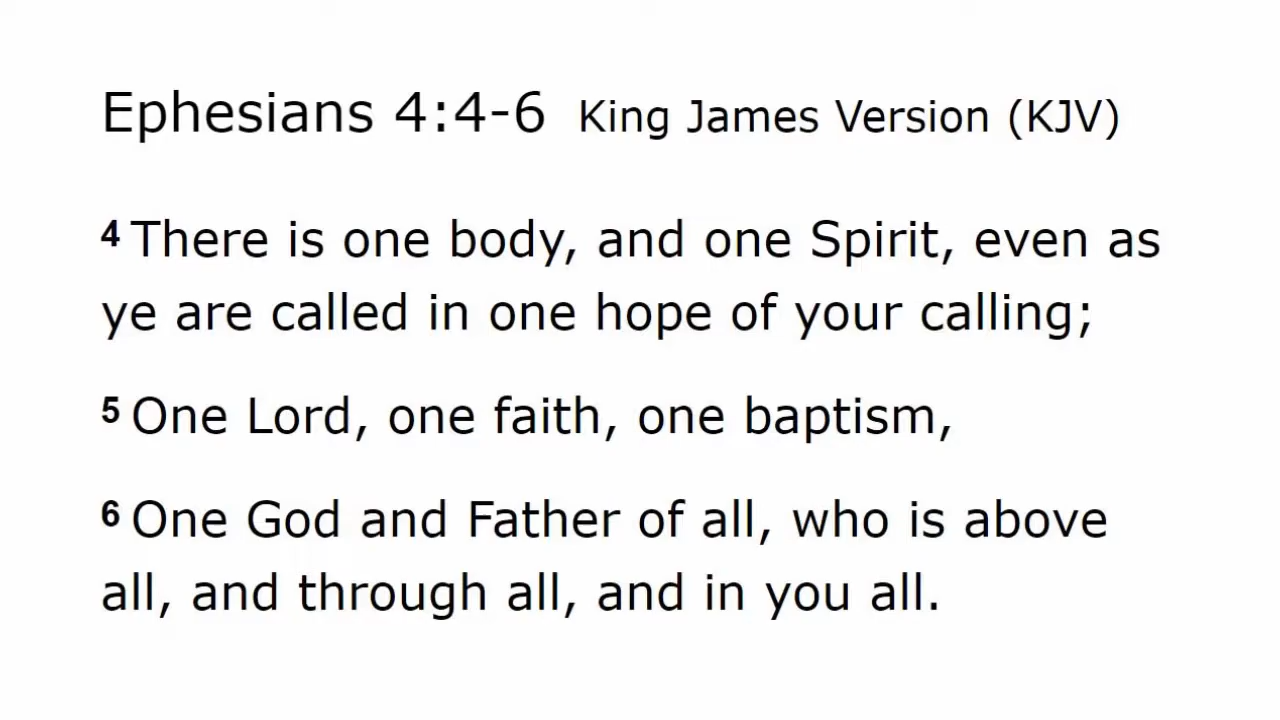 Ephesians 4:4-6 King James Version (KJV)
4 There is one body, and one Spirit, even as
ye are called in one hope of your calling;
5 One Lord, one faith, one baptism,
6 One God and Father of all, who is above
all, and through all, and in you all.